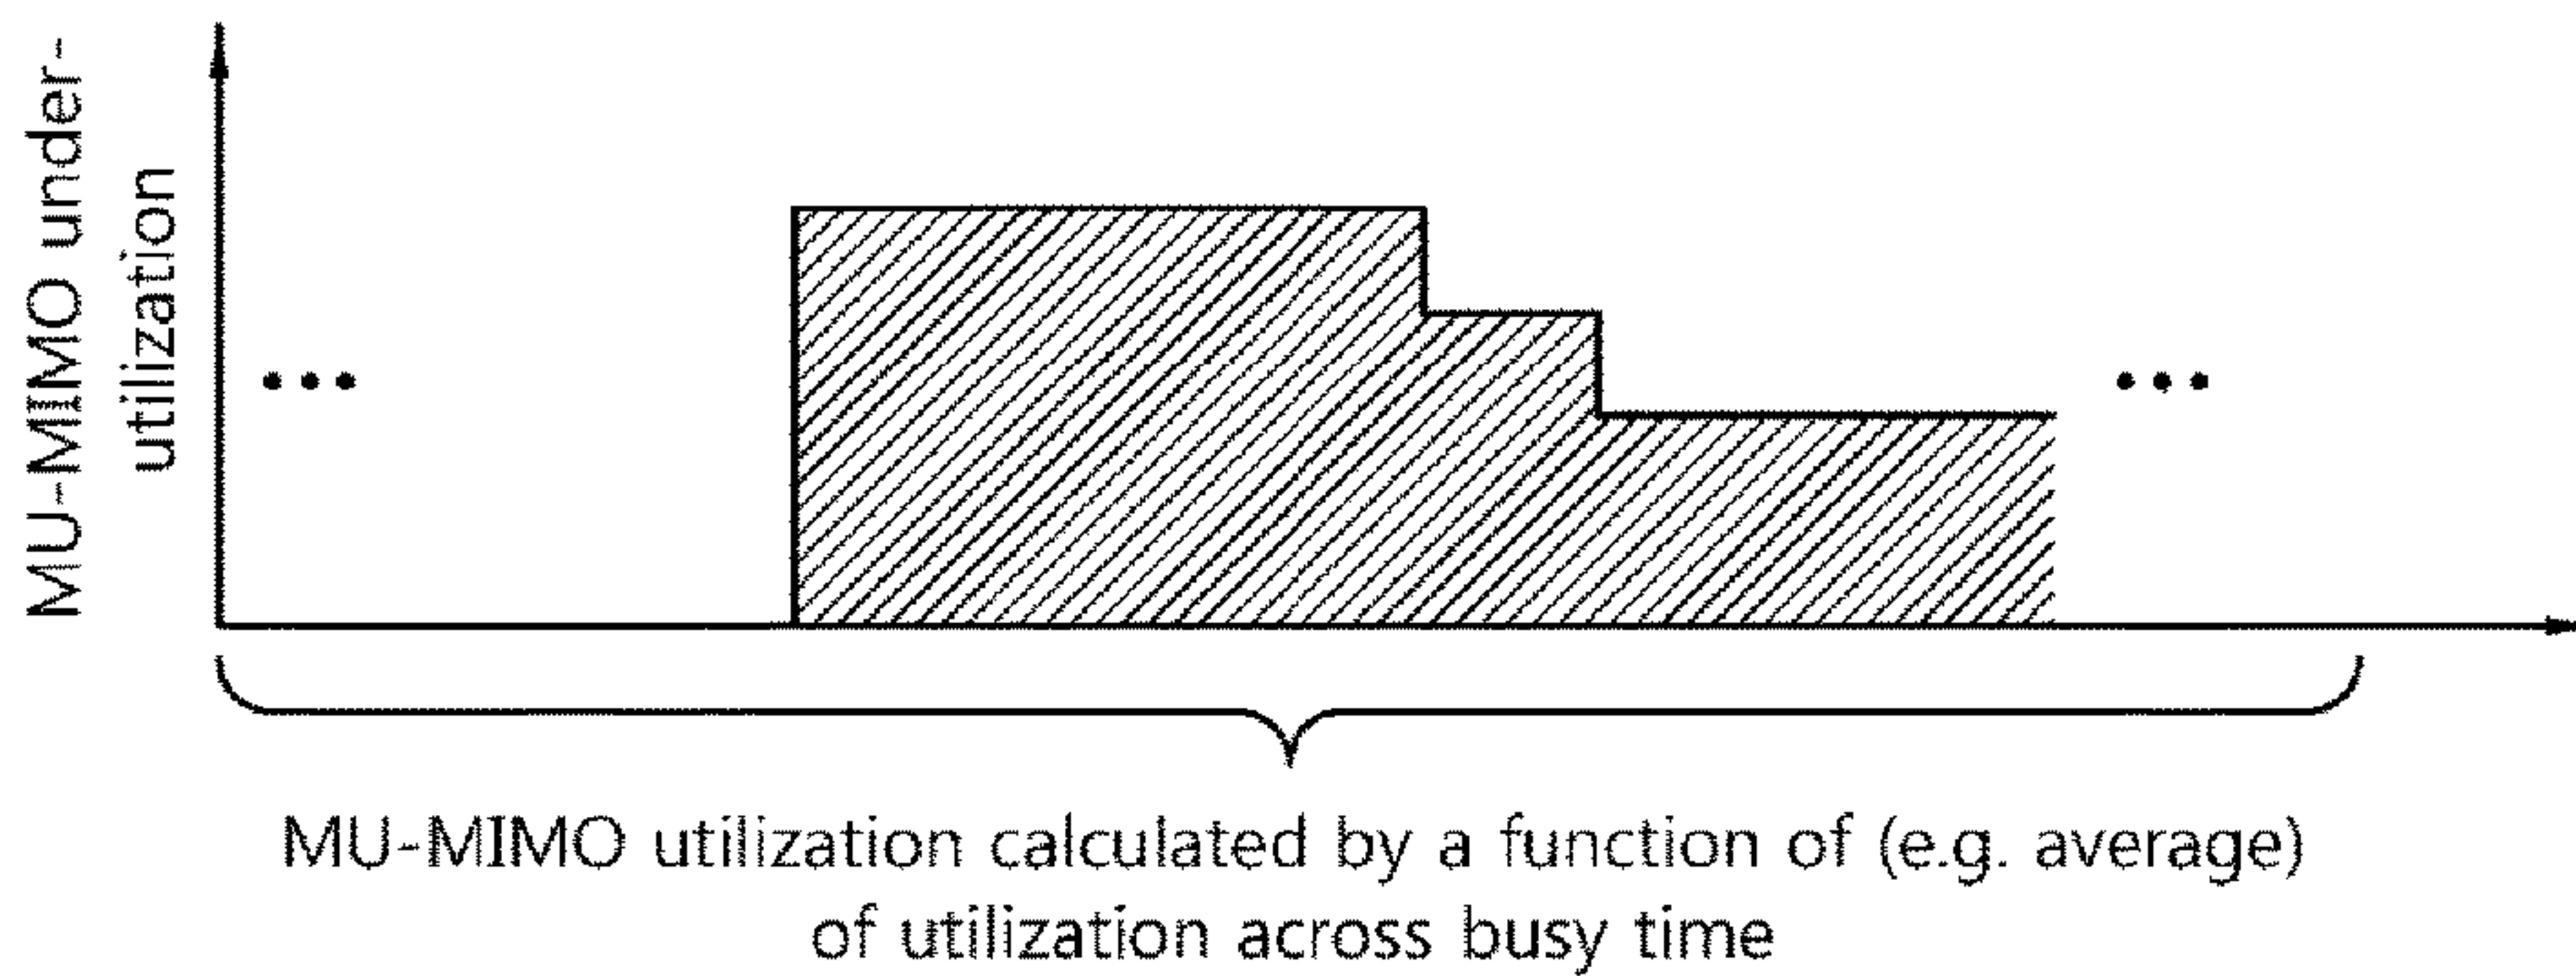 MU-MIMO under-
utilization
MU-MIMO utilization calculated by a function of (e.g. average)
of utilization across busy time